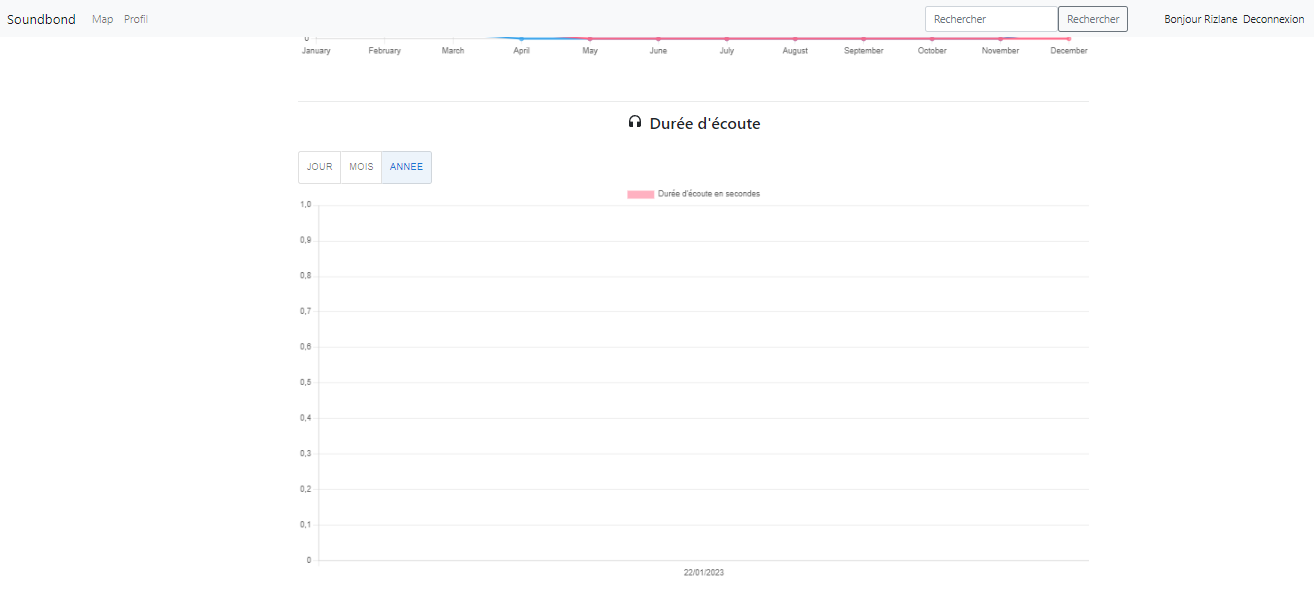 Soundbond Map Profil Rechercher Rechercher Bonjour Rizlane Deconnexion
0
January February March April May June July August September October November December
Durée d'écoute
JOUR MOIS ANNEE
Durée d'écoute en secondes
1,0
0,9
0,8
0,7
0,6
0,5
0,4
0,3
0,2
0,1
0
22/01/2023